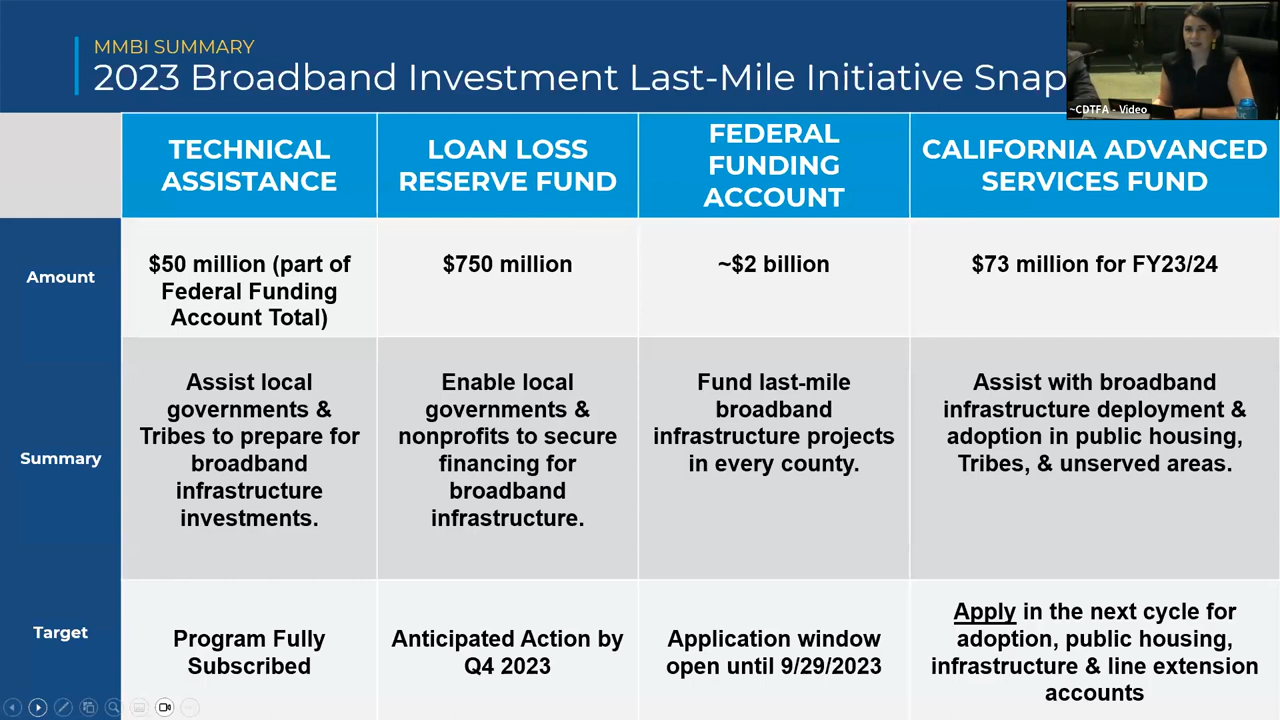 MMBI SUMMARY
2023 Broadband Investment Last-Mile Initiative Snap
~CDTFA - Video
TECHNICAL
ASSISTANCE
LOAN LOSS
RESERVE FUND
FEDERAL
FUNDING
ACCOUNT
CALIFORNIA ADVANCED
SERVICES FUND
Amount
$50 million (part of
Federal Funding
Account Total)
$750 million
~$2 billion
$73 million for FY23/24
Summary
Assist local
governments &
Tribes to prepare for
broadband
infrastructure
investments.
Enable local
governments &
nonprofits to secure
financing for
broadband
infrastructure.
Fund last-mile
broadband
infrastructure projects
in every county.
Assist with broadband
infrastructure deployment &
adoption in public housing,
Tribes, & unserved areas.
Target
Program Fully
Subscribed
Anticipated Action by
Q4 2023
Application window
open until 9/29/2023
Apply in the next cycle for
adoption, public housing,
infrastructure & line extension
accounts